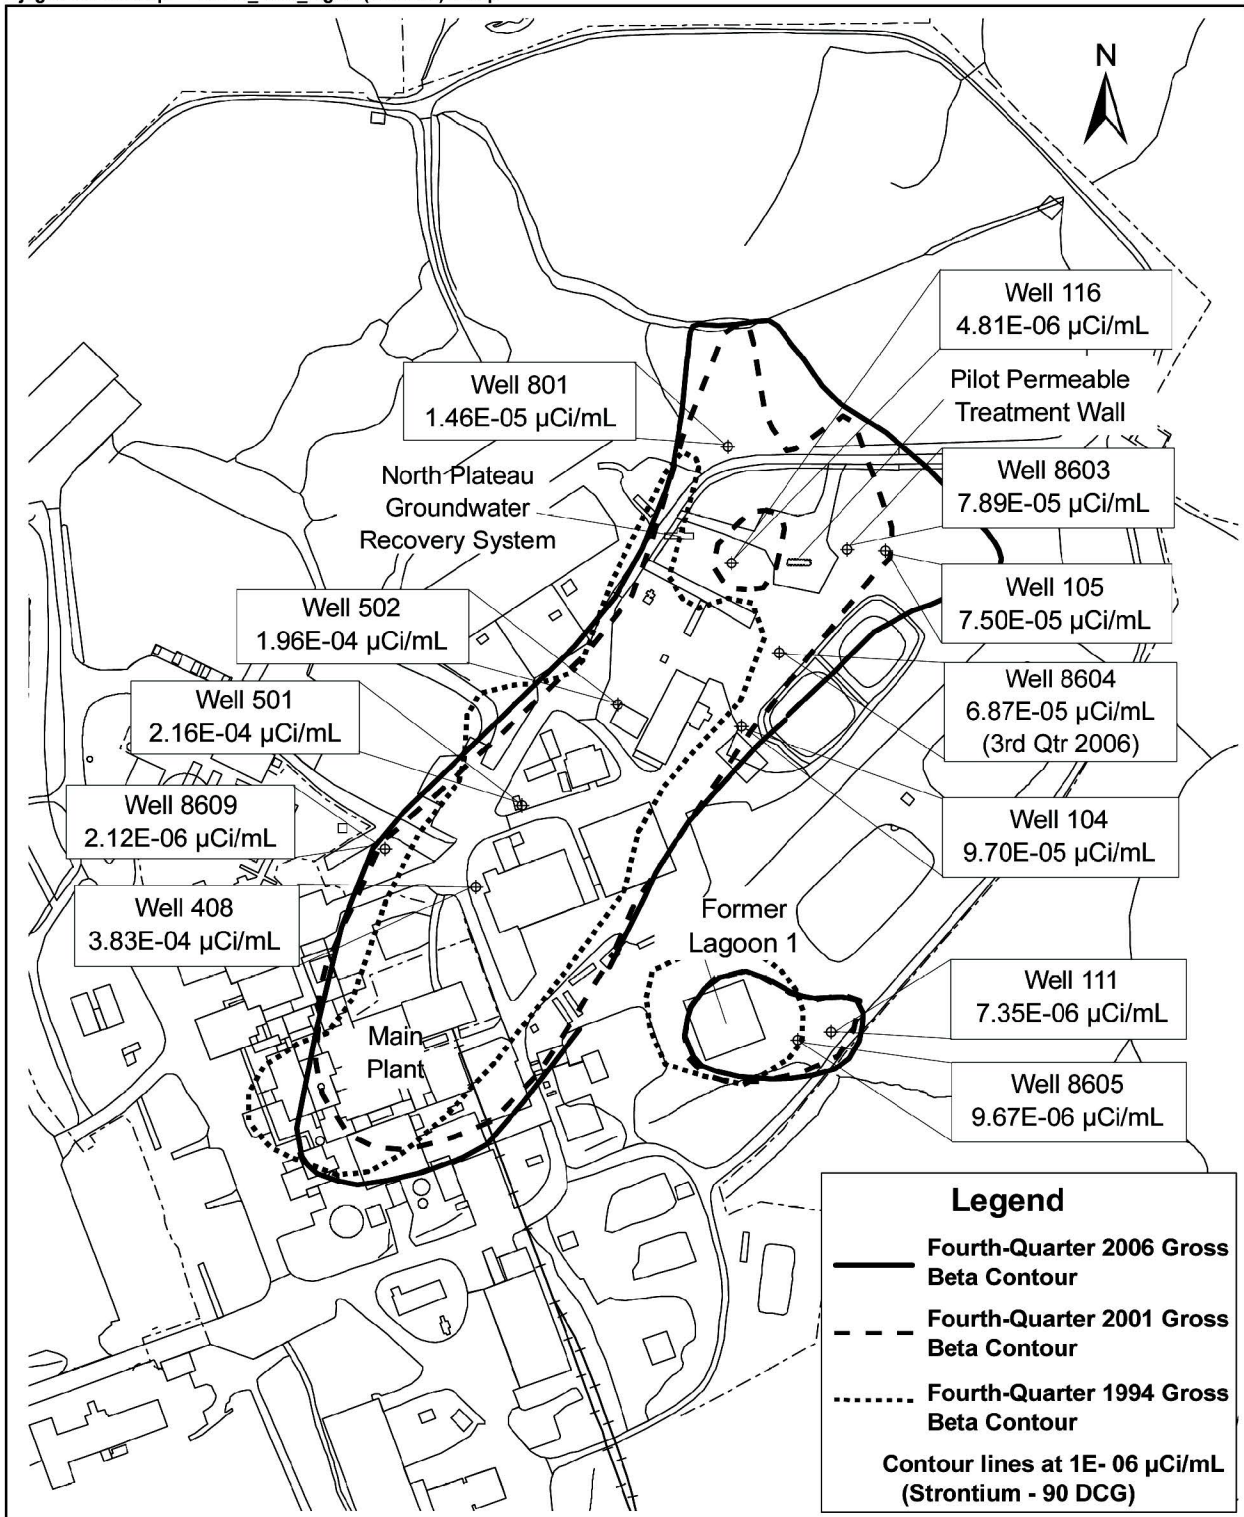 N
Well 116
4.81E-06 µCi/mL
Pilot Permeable
Treatment Wall
Well 801
1.46E-05 µCi/mL
North Plateau
Groundwater
Recovery System
Well 8603
7.89E-05 µCi/mL
Well 105
7.50E-05 µCi/mL
Well 502
1.96E-04 µCi/mL
Well 8604
6.87E-05 µCi/mL
(3rd Qtr 2006)
Well 501
2.16E-04 µCi/mL
Well 8609
2.12E-06 µCi/mL
Well 104
9.70E-05 µCi/mL
Well 408
3.83E-04 µCi/mL
Former
Lagoon 1
Well 111
7.35E-06 µCi/mL
Main
Plant
Well 8605
9.67E-06 µCi/mL
Legend
Fourth-Quarter 2006 Gross
Beta Contour
Fourth-Quarter 2001 Gross
Beta Contour
Fourth-Quarter 1994 Gross
Beta Contour
Contour lines at 1E- 06 µCi/mL
(Strontium - 90 DCG)